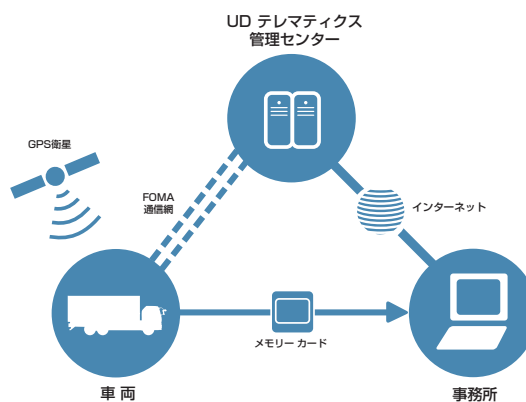 UD テレマティクス
管理センター
GPS衛星
FOMA
通信網
インターネット
メモリー カード
車 両
事務所